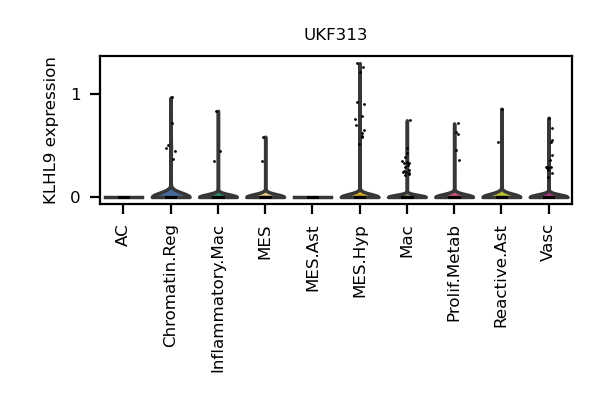 UKF313
KLHL9 expression
1
0
AC
Chromatin.Reg
Inflammatory.Mac
MES
MES.Ast
MES.Hyp
Mac
Prolif.Metab
Reactive.Ast
Vasc